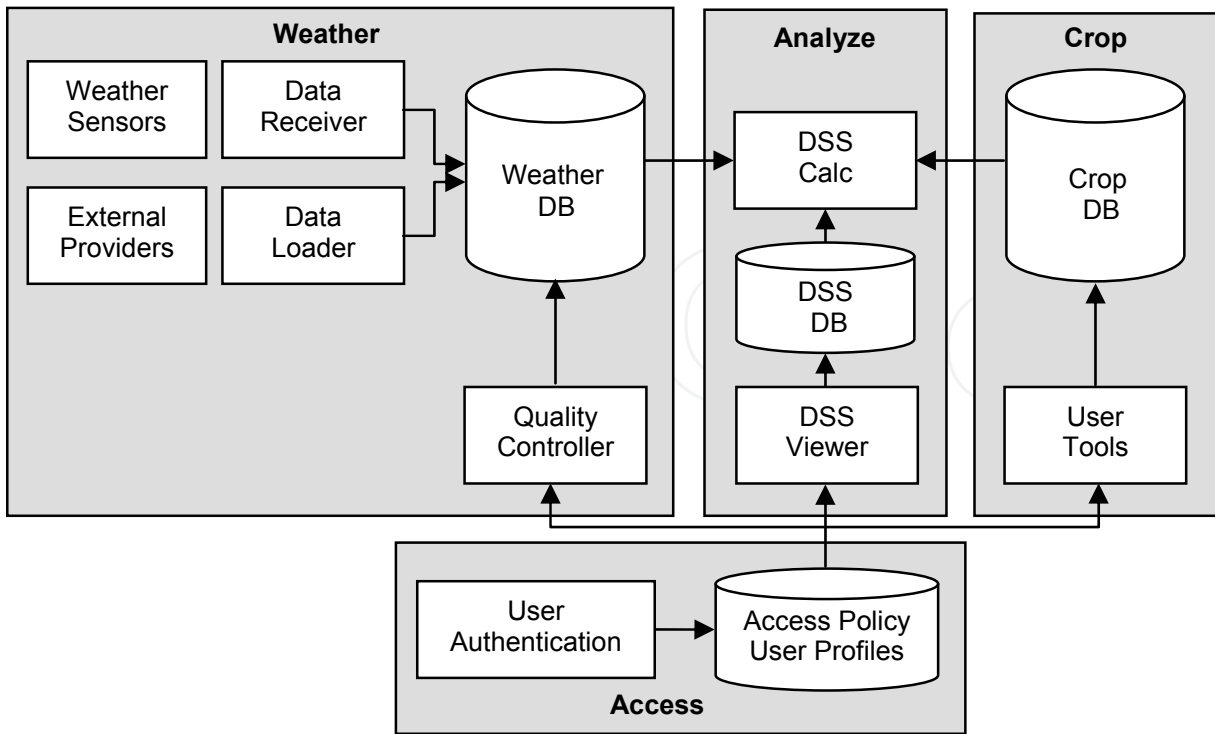 Weather
Weather
Sensors
Data
Receiver
External
Providers
Data
Loader
Weather
DB
Quality
Controller
Analyze
DSS
Calc
DSS
DB
DSS
Viewer
Crop
Crop
DB
User
Tools
User
Authentication
Access Policy
User Profiles
Access